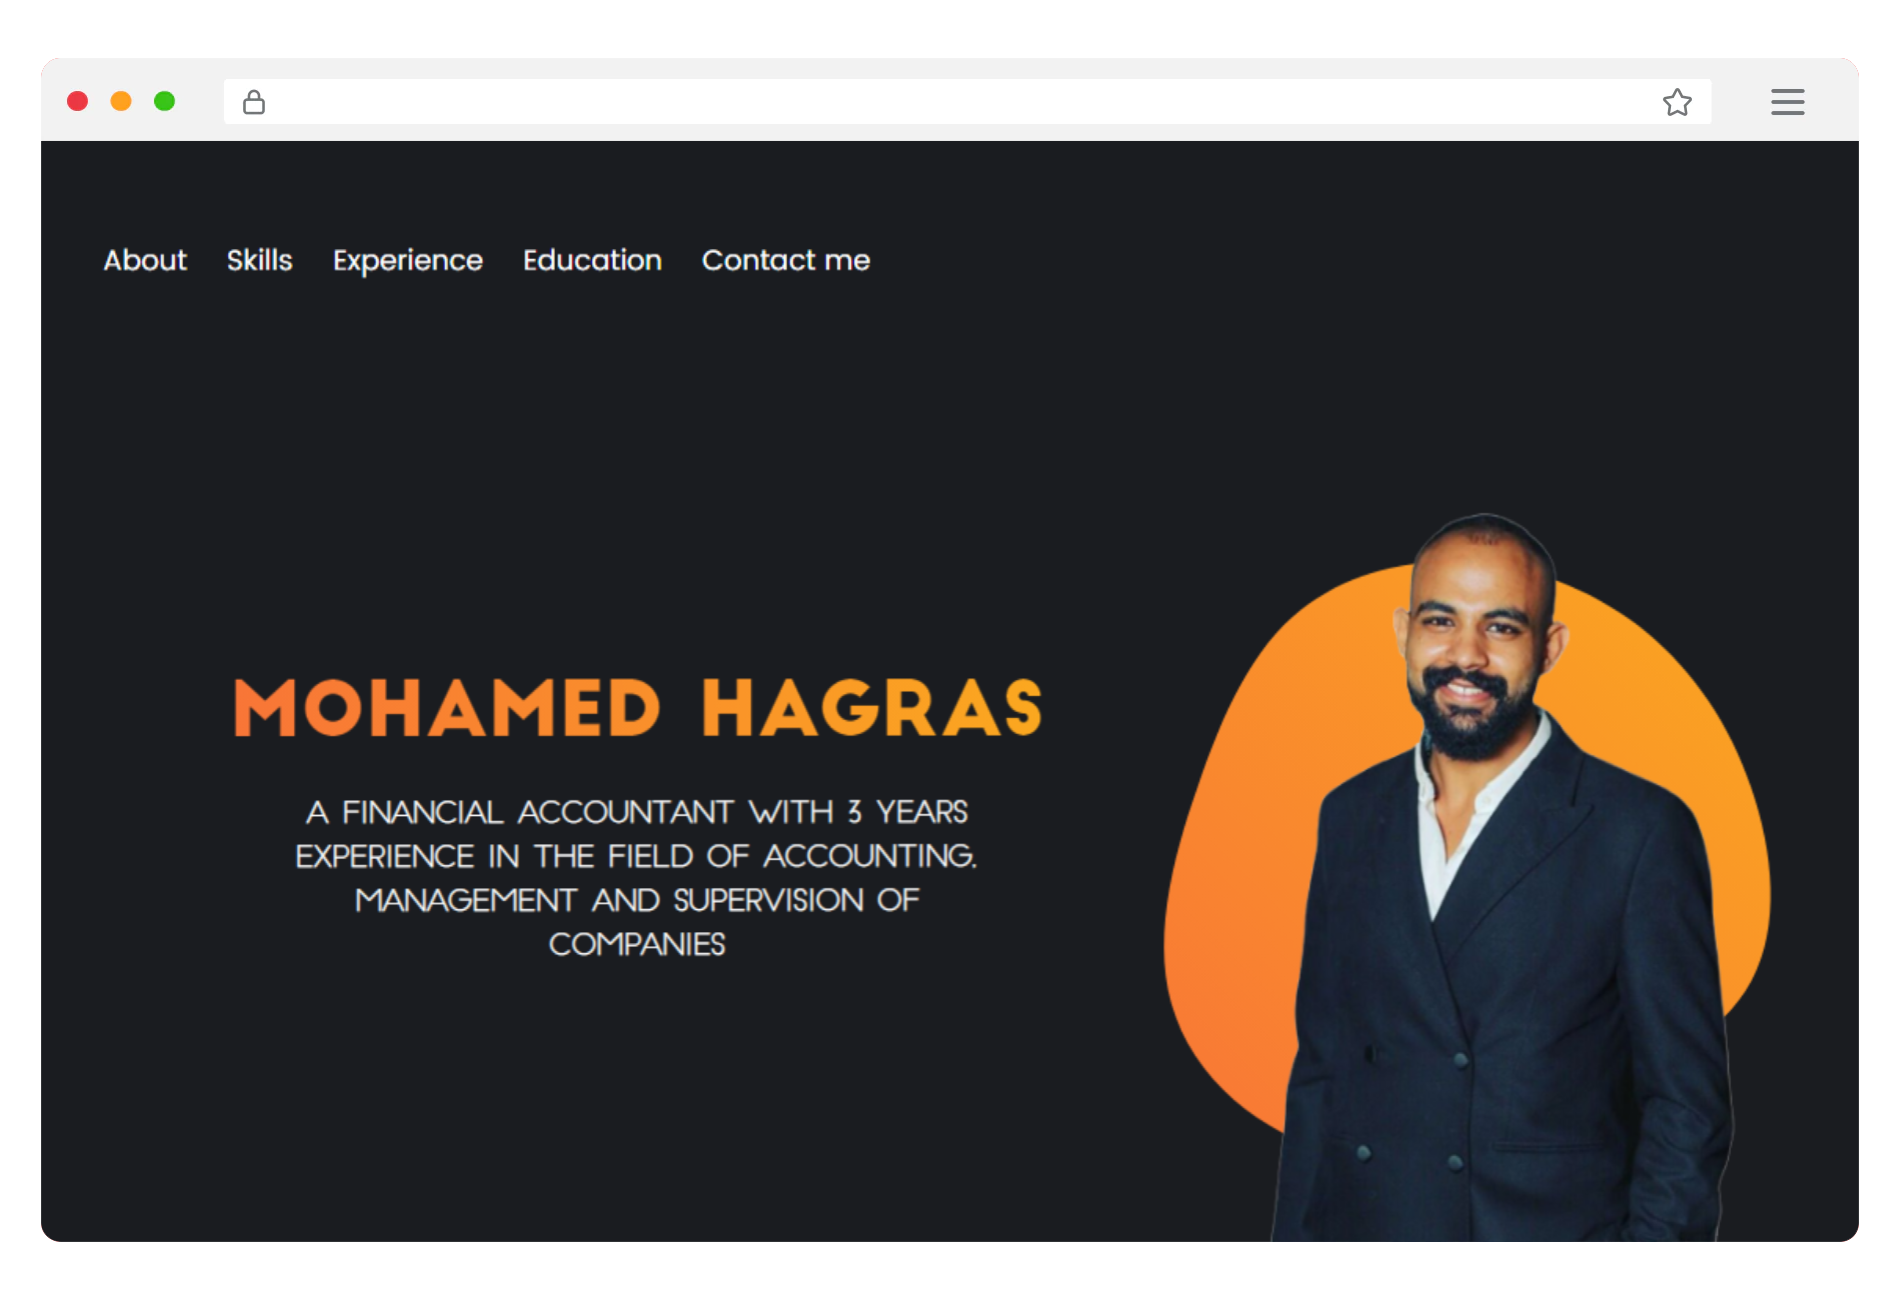 About Skills Experience Education Contact me
MOHAMED HAGRAS
A FINANCIAL ACCOUNTANT WITH 3 YEARS
EXPERIENCE IN THE FIELD OF ACCOUNTING,
MANAGEMENT AND SUPERVISION OF
COMPANIES